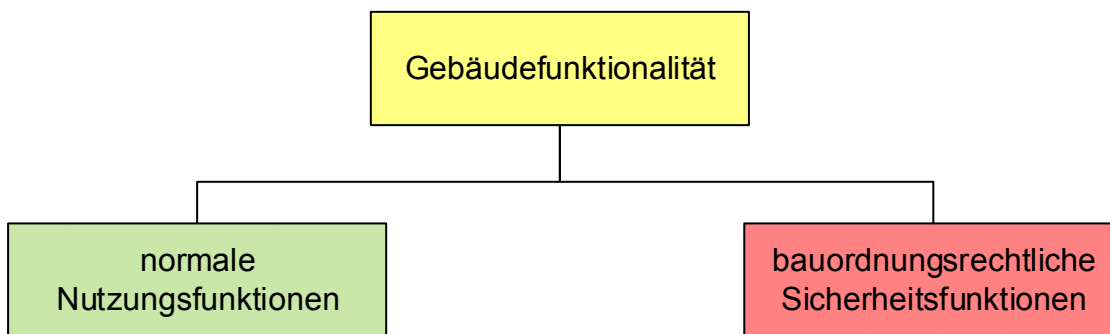 Gebäudefunktionalität
normale
Nutzungsfunktionen
bauordnungsrechtliche
Sicherheitsfunktionen